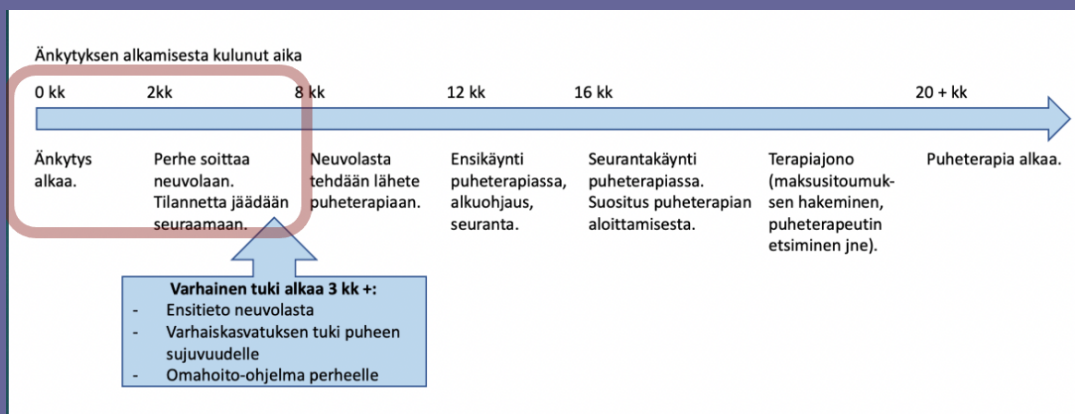 Änkytyksen alkamisesta kulunut aika
0 kk 2kk 8 kk 12 kk 16 kk 20 + kk
Änkytys
alkaa.
Perhe soittaa
neuvolaan.
Tilannetta jäädään
seuraamaan.
Neuvolasta
tehdään lähete
puheterapiaan.
Ensikäynti
puheterapiassa,
alkuohjaus,
seuranta.
Seurantakäynti
puheterapiassa.
Suositus puheterapian
aloittamisesta.
Terapiajono
(maksusitoumuk-
sen hakeminen,
puheterapeutin
etsiminen jne).
Puheterapia alkaa.
Varhainen tuki alkaa 3 kk +:
- Ensitieto neuvolasta
- Varhaiskasvatuksen tuki puheen
sujuvuudelle
- Omahoito-ohjelma perheelle